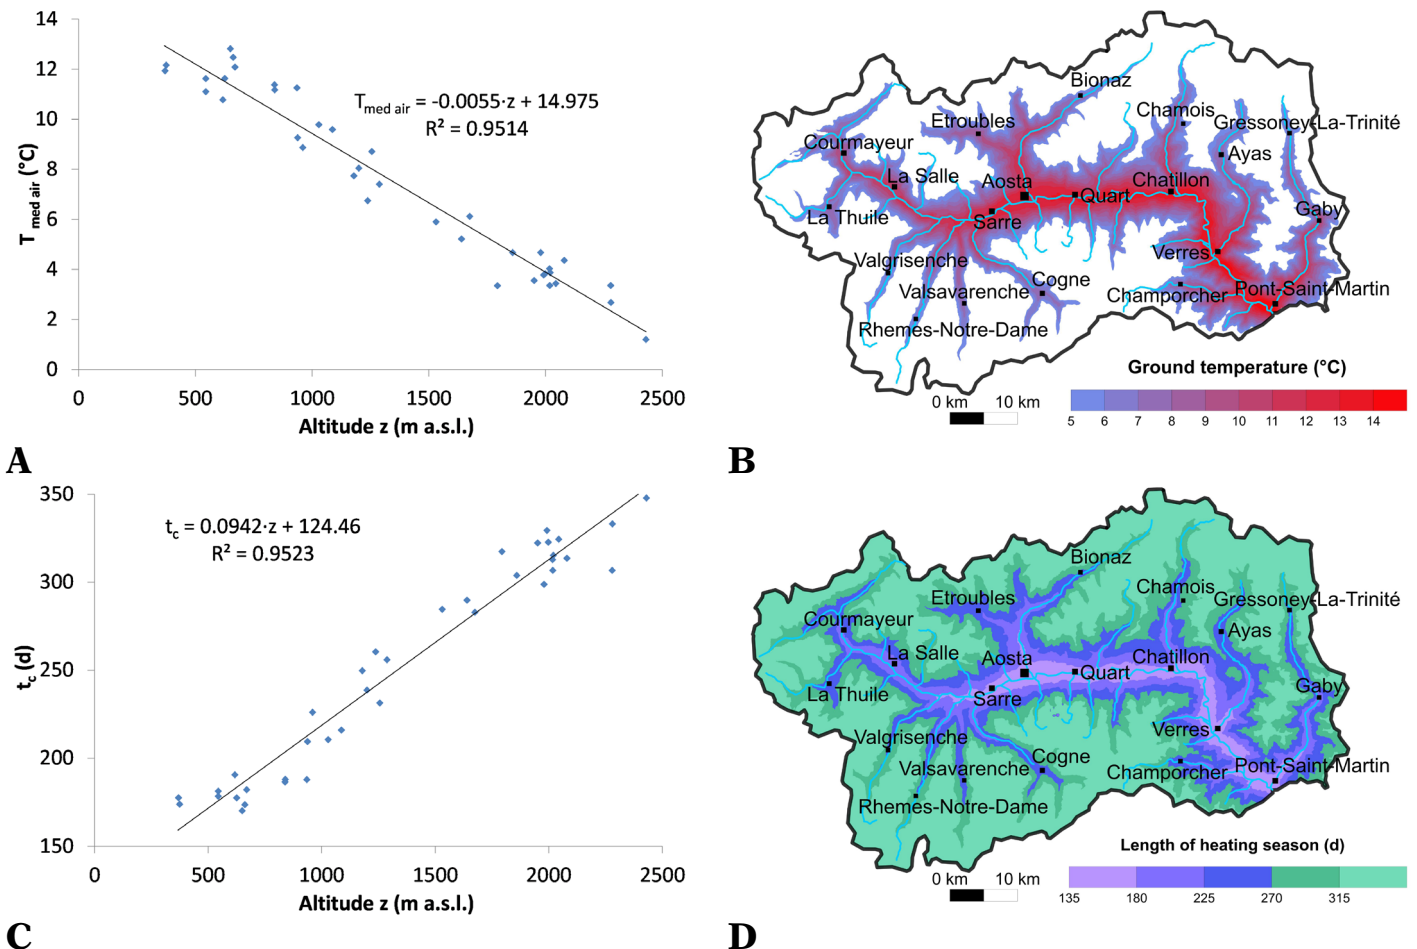 14
12
10
8
6
4
2
0
T med air (°C)
T med air = -0.0055·z + 14.975
R² = 0.9514
0 500 1000 1500 2000 2500
Altitude z (m a.s.l.)
A
Bionaz
Chamois
Etroubles
Gressoney-La-Trinité
Courmayeur
Ayas
La Salle
Aosta
Chatillon
Quart
La Thuile
Sarre
Gaby
Valgrisenche
Verres
Cogne
Valsavarenche
Champorcher
Pont-Saint-Martin
Rhemes-Notre-Dame
Ground temperature (°C)
0 km 10 km
5 6 7 8 9 10 11 12 13 14
B
350
300
250
200
150
t c (d)
t c = 0.0942·z + 124.46
R² = 0.9523
0 500 1000 1500 2000 2500
Altitude z (m a.s.l.)
C
Bionaz
Chamois
Etroubles
Gressoney-La-Trinité
Courmayeur
Ayas
La Salle
Aosta
Chatillon
Quart
La Thuile
Sarre
Gaby
Valgrisenche
Verres
Cogne
Valsavarenche
Champorcher
Pont-Saint-Martin
Rhemes-Notre-Dame
Length of heating season (d)
0 km 10 km
135 180 225 270 315
D